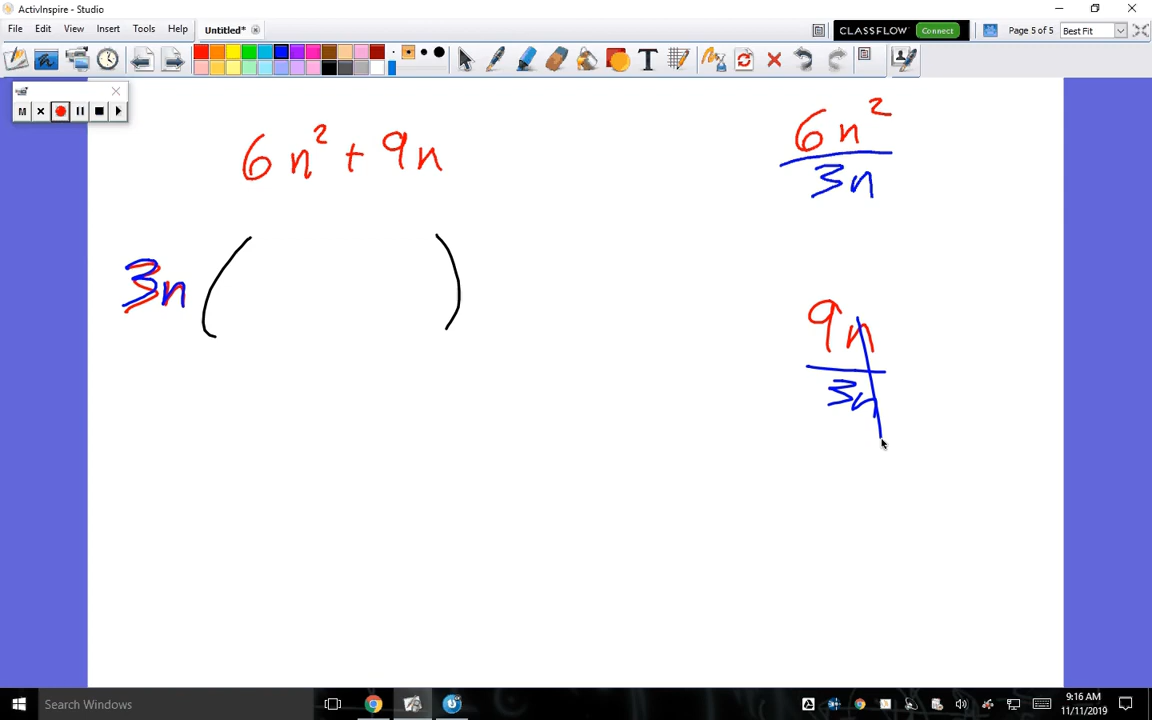 ActivInspire - Studio
File Edit View Insert Tools Help Untitled* CLASSFLOW Connect Page 5 of 5 Best Fit
M
6n² + 9n
6n²
3n
3n ( )
9n
3n
Search Windows
9:16 AM
11/11/2019